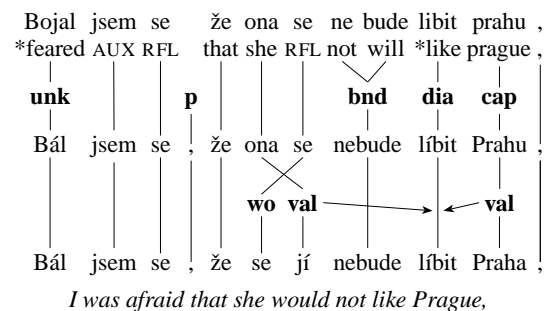 Bojal jsem se že ona se ne bude libit prahu ,
*feared AUX RFL that she RFL not will *like prague ,
unk p bnd dia cap
Bál jsem se , že ona se nebude líbit Prahu ,
wo val val
Bál jsem se , že se jí nebude líbit Praha ,
I was afraid that she would not like Prague,